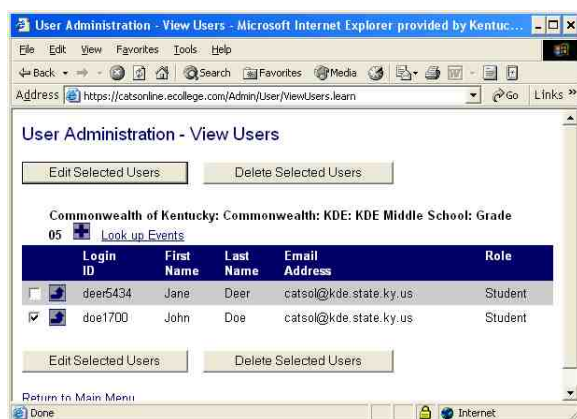 User Administration - View Users - Microsoft Internet Explorer provided by Kentuc...
File Edit View Favorites Tools Help
Back Search Favorites Media
Address https://catsonline.ecollege.com/Admin/User/ViewUsers.learn Go Links »
User Administration - View Users
Edit Selected Users Delete Selected Users
Commonwealth of Kentucky: Commonwealth: KDE: KDE Middle School: Grade
05 Look up Events
Login ID First Name Last Name Email Address Role
deer5434 Jane Deer catsol@kde.state.ky.us Student
doe1700 John Doe catsol@kde.state.ky.us Student
Edit Selected Users Delete Selected Users
Return to Main Menu
Done Internet